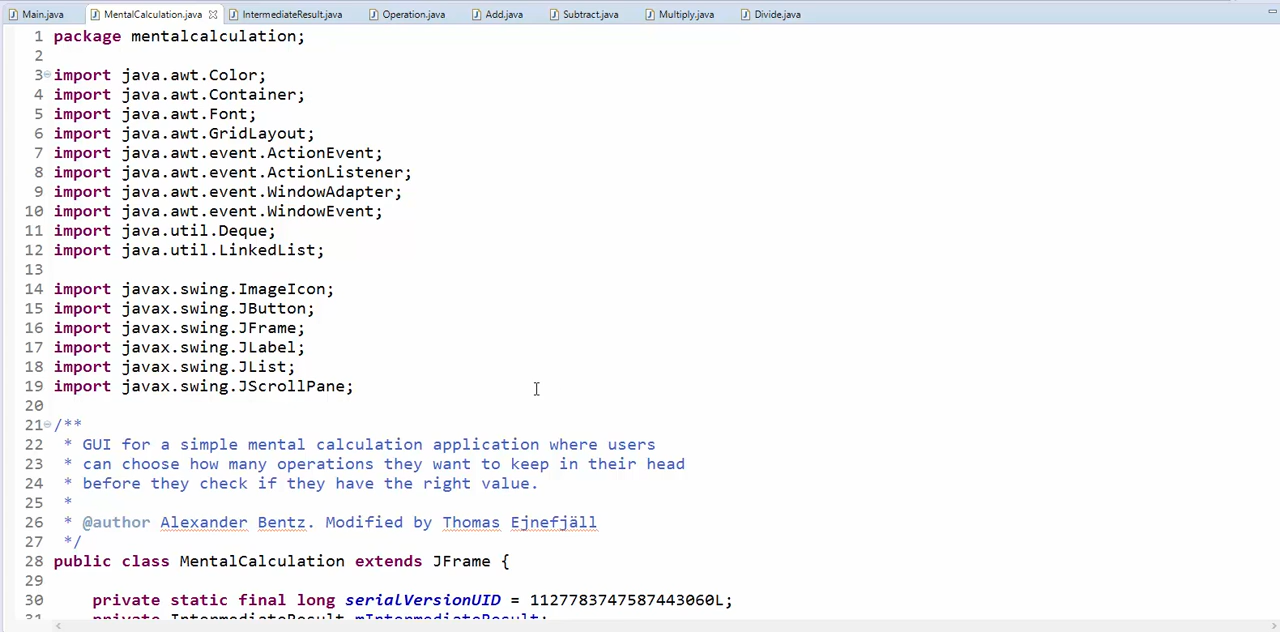 Main.java MentalCalculation.java IntermediateResult.java Operation.java Add.java Subtract.java Multiply.java Divide.java
1 package mentalcalculation;
2
3 import java.awt.Color;
4 import java.awt.Container;
5 import java.awt.Font;
6 import java.awt.GridLayout;
7 import java.awt.event.ActionEvent;
8 import java.awt.event.ActionListener;
9 import java.awt.event.WindowAdapter;
10 import java.awt.event.WindowEvent;
11 import java.util.Deque;
12 import java.util.LinkedList;
13
14 import javax.swing.ImageIcon;
15 import javax.swing.JButton;
16 import javax.swing.JFrame;
17 import javax.swing.JLabel;
18 import javax.swing.JList;
19 import javax.swing.JScrollPane;
20
21 /**
22 * GUI for a simple mental calculation application where users
23 * can choose how many operations they want to keep in their head
24 * before they check if they have the right value.
25 *
26 * @author Alexander Bentz. Modified by Thomas Ejnefjäll
27 */
28 public class MentalCalculation extends JFrame {
29
30 private static final long serialVersionUID = 1127783747587443060L;
31 private IntermediateResult mIntermediateResult;